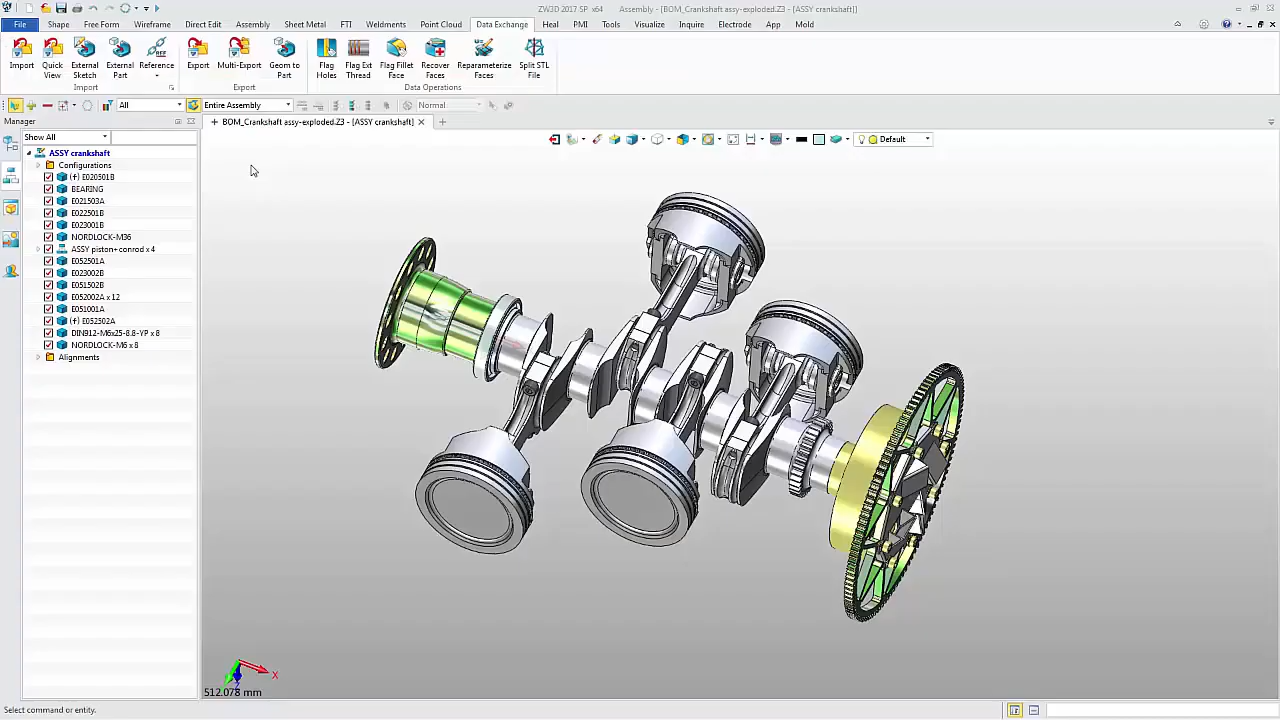 ZW3D 2017 SP x64 Assembly - [BOM_Crankshaft assy-exploded.Z3 - [ASY crankshaft]]
File Shape Free Form Wireframe Direct Edit Assembly Sheet Metal FTI Weldments Point Cloud Data Exchange Heal PMI Tools Visualize Inquire Electrode App Mold
Import Quick View External Sketch External Part Reference Export Multi-Export Geom to Part Flag Holes Flag Ext Thread Flag Fillet Face Recover Faces Reparameterize Faces Split STL File
Import Export Data Operations
All Entire Assembly Normal
Manager
+ BOM_Crankshaft assy-exploded.Z3 - [ASSY crankshaft]
Show All
Default
ASSY crankshaft
Configurations
(f) E020501B
BEARING
E021503A
E022501B
E023001B
NORDLOCK-M36
ASSY piston+ conrod x 4
E052501A
E023002B
E051502B
E052002A x 12
E051001A
(f) E052502A
DIN912-M6x25-8.8-YP x 8
NORDLOCK-M6 x 8
Alignments
X
512.078 mm
Select command or entity.